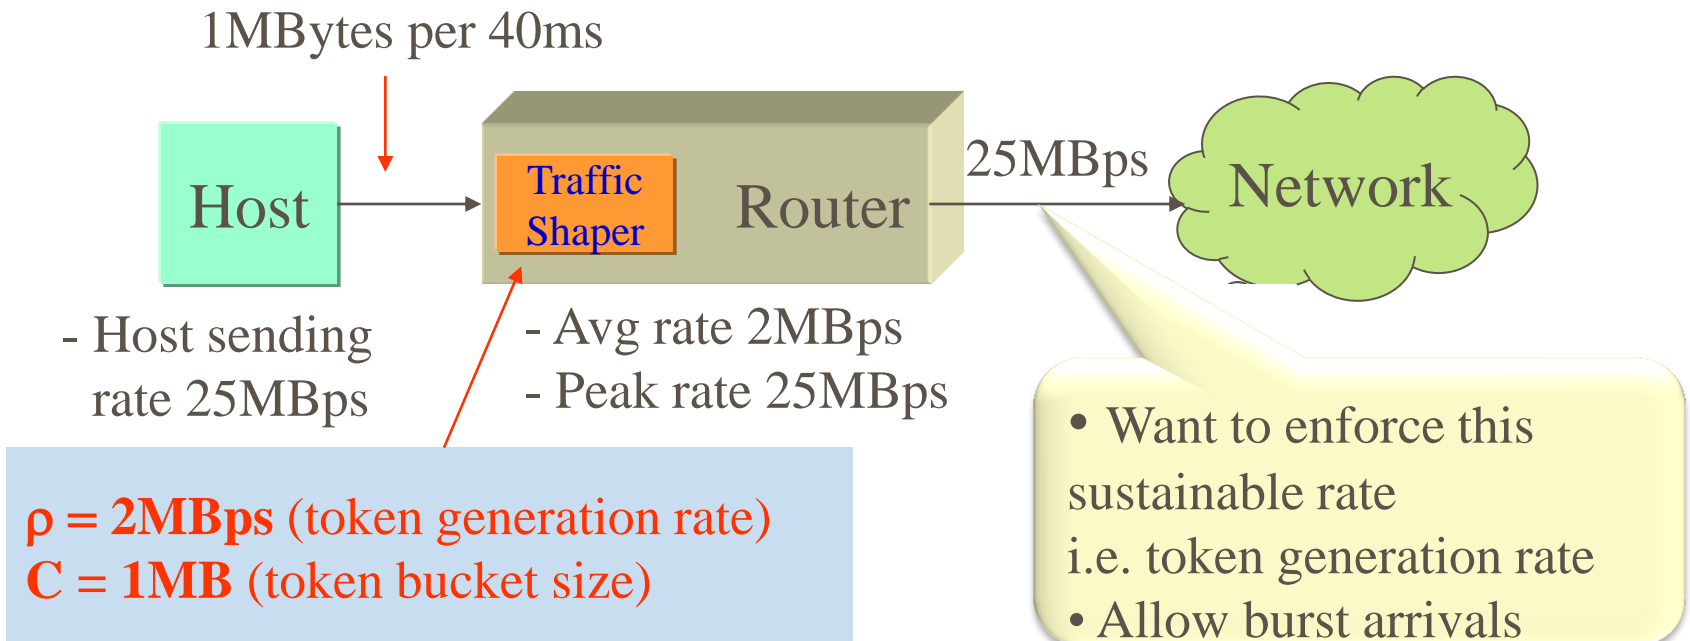 1MBytes per 40ms
Host
Traffic
Shaper
Router
25MBps
Network
- Host sending
rate 25MBps
- Avg rate 2MBps
- Peak rate 25MBps
ρ = 2MBps (token generation rate)
C = 1MB (token bucket size)
• Want to enforce this
sustainable rate
i.e. token generation rate
• Allow burst arrivals